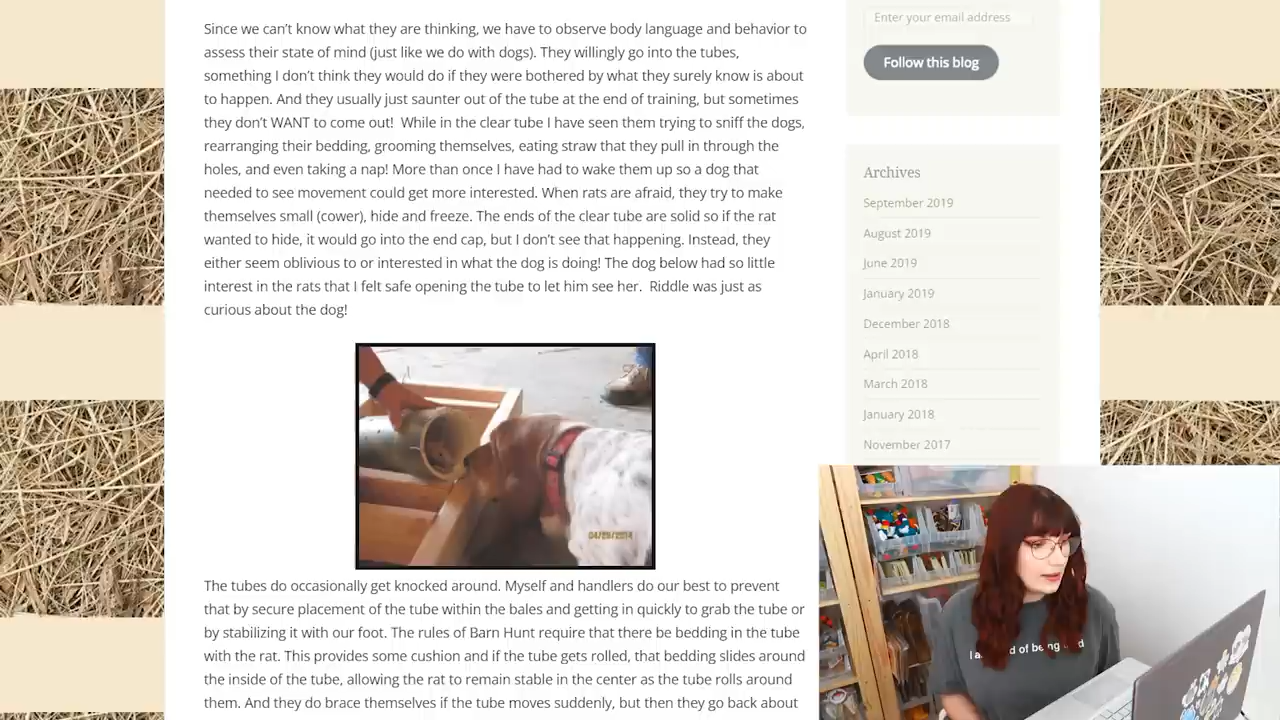 Since we can’t know what they are thinking, we have to observe body language and behavior to
assess their state of mind (just like we do with dogs). They willingly go into the tubes,
something I don’t think they would do if they were bothered by what they surely know is about
to happen. And they usually just saunter out of the tube at the end of training, but sometimes
they don’t WANT to come out!  While in the clear tube I have seen them trying to sniff the dogs,
rearranging their bedding, grooming themselves, eating straw that they pull in through the
holes, and even taking a nap! More than once I have had to wake them up so a dog that
needed to see movement could get more interested. When rats are afraid, they try to make
themselves small (cower), hide and freeze. The ends of the clear tube are solid so if the rat
wanted to hide, it would go into the end cap, but I don’t see that happening. Instead, they
either seem oblivious to or interested in what the dog is doing! The dog below had so little
interest in the rats that I felt safe opening the tube to let him see her.  Riddle was just as
curious about the dog!
04/26/2014
The tubes do occasionally get knocked around. Myself and handlers do our best to prevent
that by secure placement of the tube within the bales and getting in quickly to grab the tube or
by stabilizing it with our foot. The rules of Barn Hunt require that there be bedding in the tube
with the rat. This provides some cushion and if the tube gets rolled, that bedding slides around
the inside of the tube, allowing the rat to remain stable in the center as the tube rolls around
them. And they do brace themselves if the tube moves suddenly, but then they go back about
Enter your email address
Follow this blog
Archives
September 2019
August 2019
June 2019
January 2019
December 2018
April 2018
March 2018
January 2018
November 2017
of being